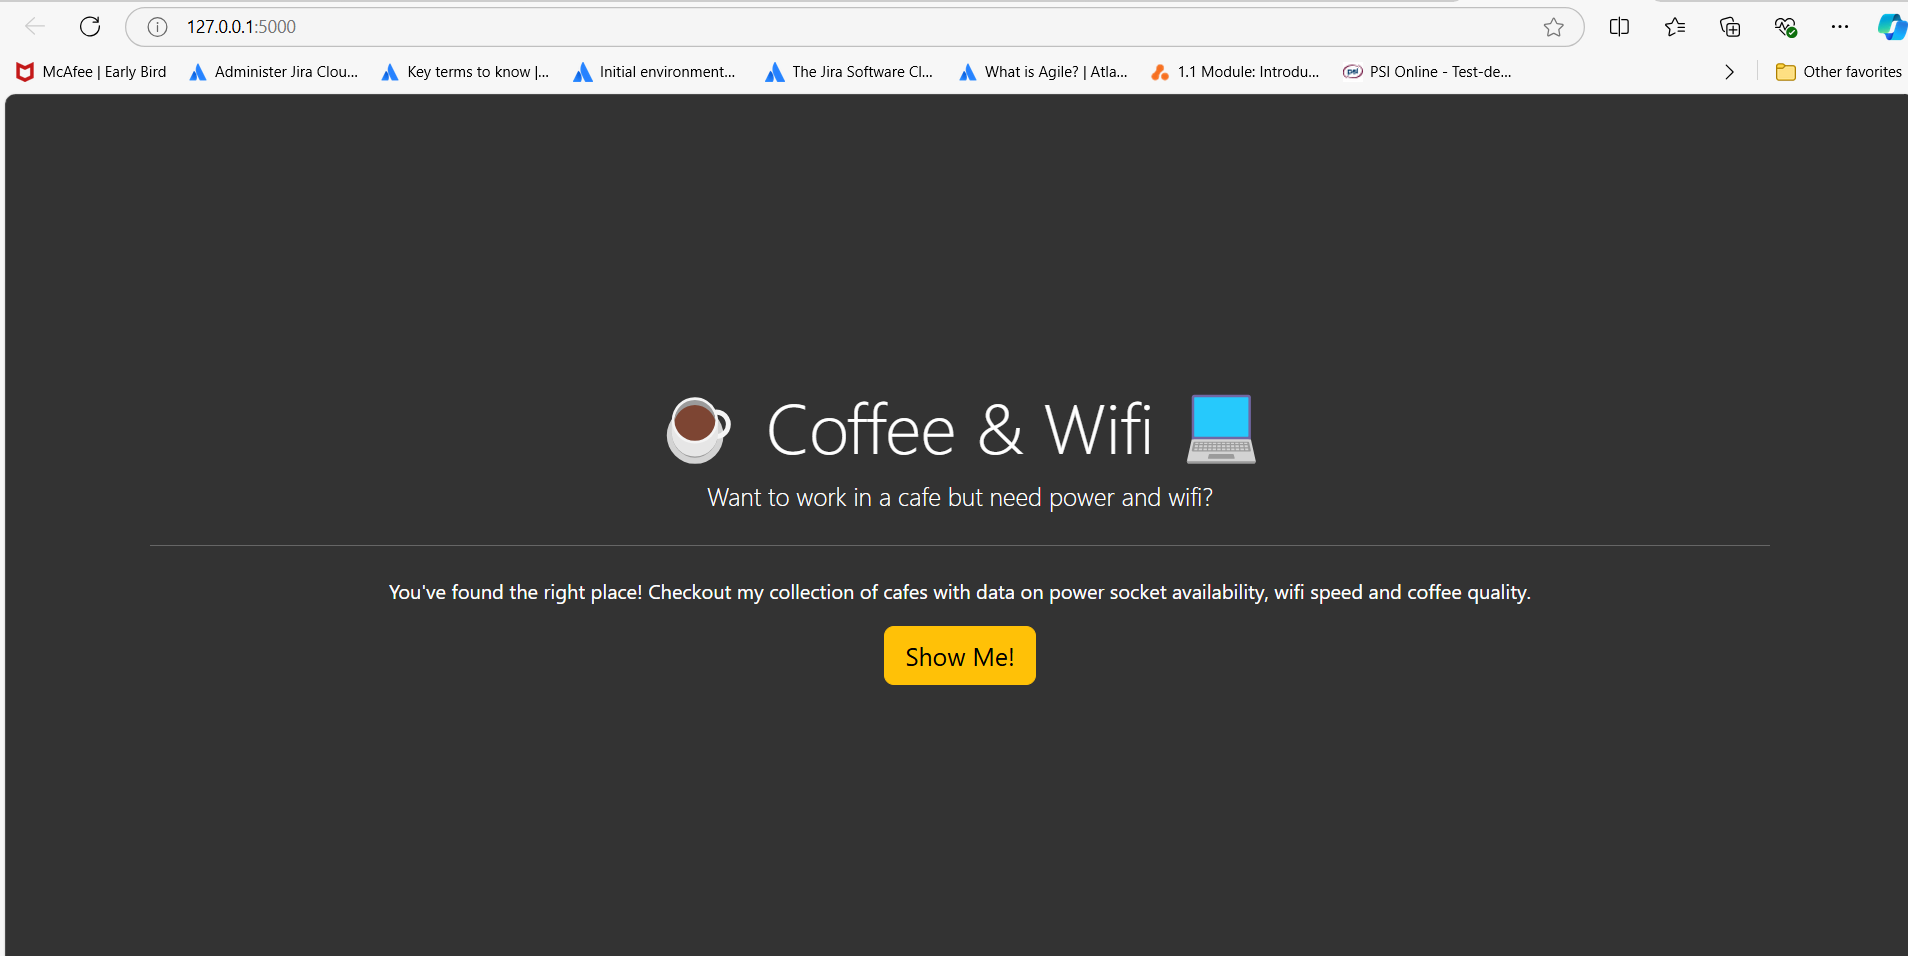 127.0.0.1:5000
McAfee | Early Bird
Administer Jira Clou...
Key terms to know |...
Initial environment...
The Jira Software Cl...
What is Agile? | Atla...
1.1 Module: Introdu...
psi
PSI Online - Test-de...
Other favorites
Coffee & Wifi
Want to work in a cafe but need power and wifi?
You've found the right place! Checkout my collection of cafes with data on power socket availability, wifi speed and coffee quality.
Show Me!